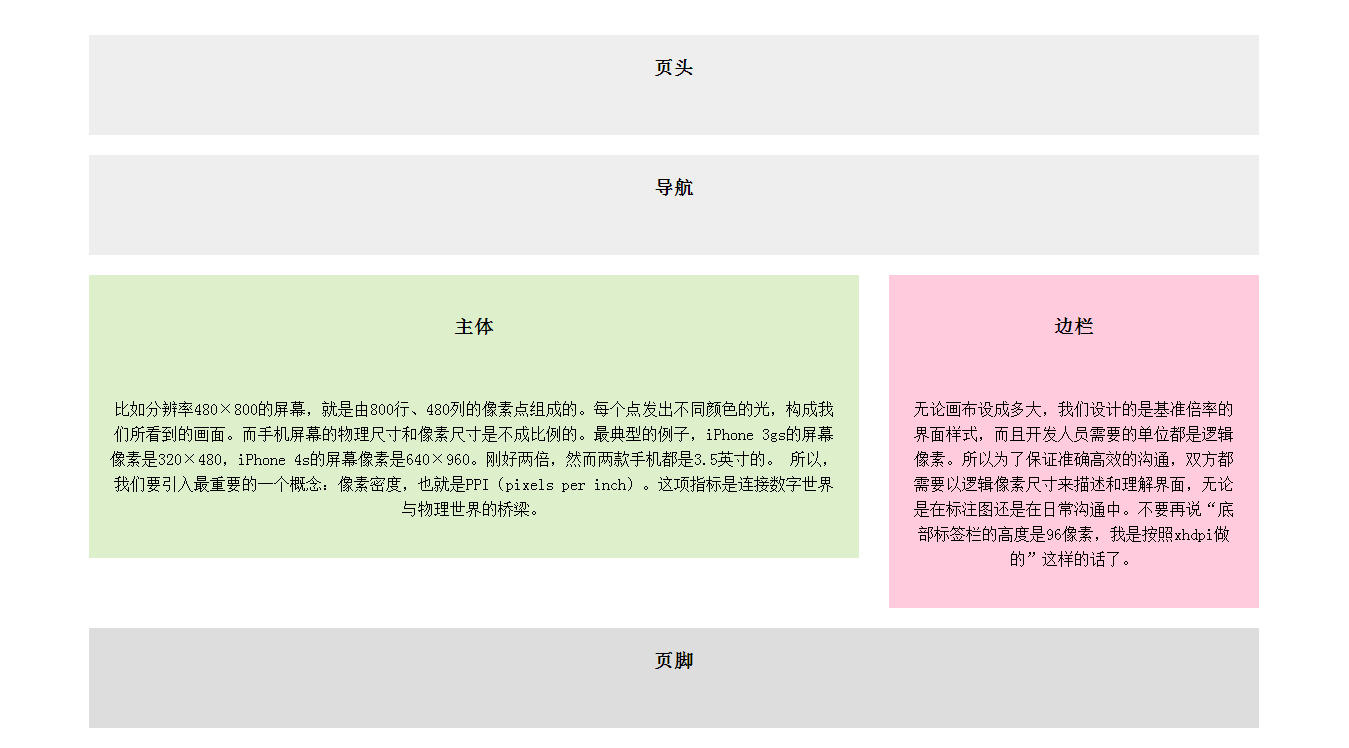 页头
导航
主体
比如分辨率480×800的屏幕，就是由800行、480列的像素点组成的。每个点发出不同颜色的光，构成我
们所看到的画面。而手机屏幕的物理尺寸和像素尺寸是不成比例的。最典型的例子，iPhone 3gs的屏幕
像素是320×480，iPhone 4s的屏幕像素是640×960。刚好两倍，然而两款手机都是3.5英寸的。 所以，
我们要引入最重要的一个概念：像素密度，也就是PPI（pixels per inch）。这项指标是连接数字世界
与物理世界的桥梁。
边栏
无论画布设成多大，我们设计的是基准倍率的
界面样式，而且开发人员需要的单位都是逻辑
像素。所以为了保证准确高效的沟通，双方都
需要以逻辑像素尺寸来描述和理解界面，无论
是在标注图还是在日常沟通中。不要再说“底
部标签栏的高度是96像素，我是按照xhdpi做
的”这样的话了。
页脚